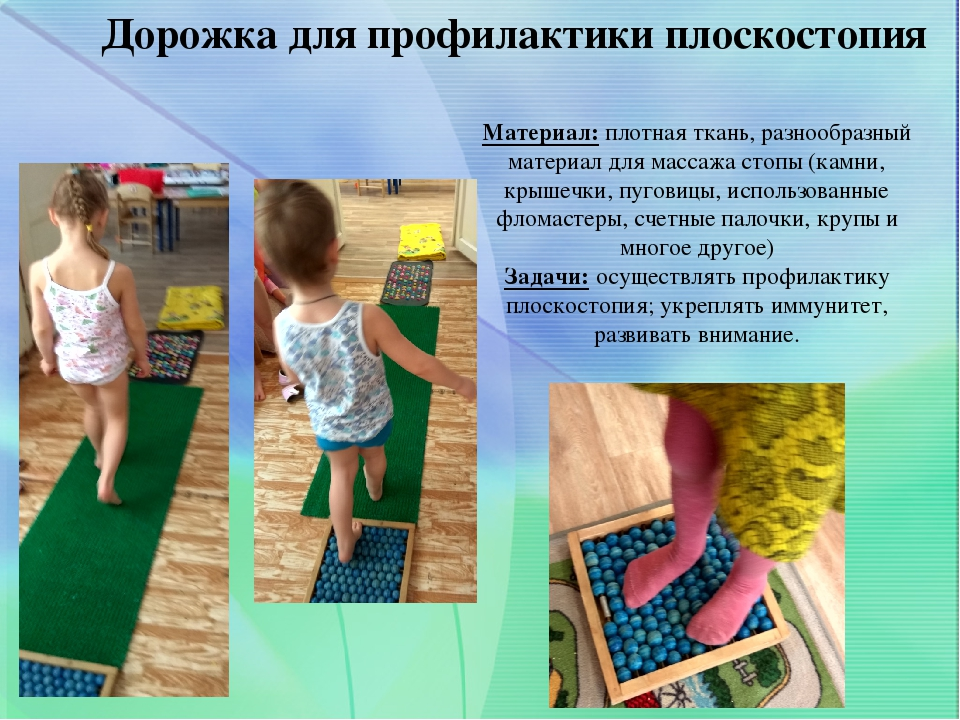 Дорожка для профилактики плоскостопия
Материал: плотная ткань, разнообразный
материал для массажа стопы (камни,
крышечки, пуговицы, использованные
фломастеры, счетные палочки, крупы и
многое другое)
Задачи: осуществлять профилактику
плоскостопия; укреплять иммунитет,
развивать внимание.